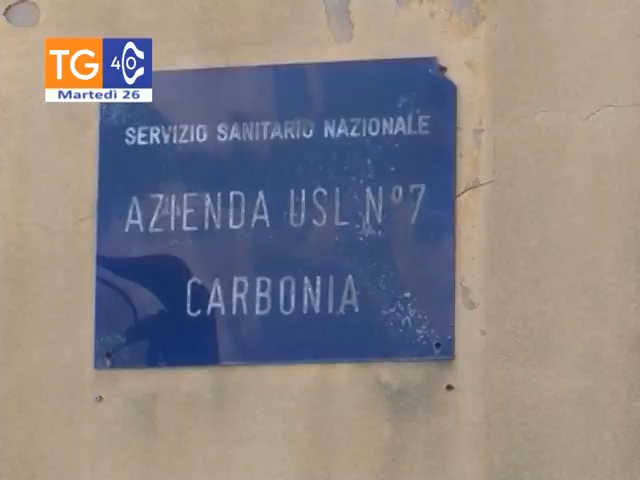 TG 40
Martedì 26
SERVIZIO SANITARIO NAZIONALE
AZIENDA USL N°7
CARBONIA